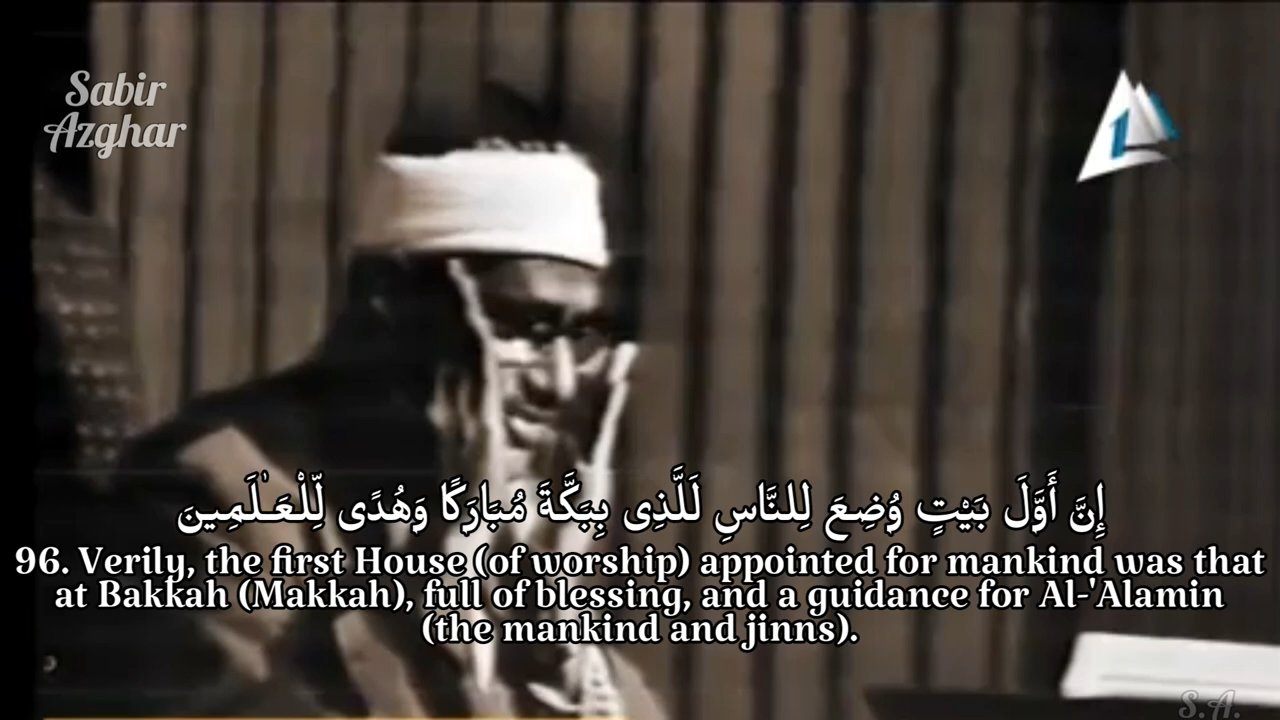 Sabir
Azghar
1
إِنَّ أَوَّلَ بَيْتٍ وُضِعَ لِلنَّاسِ لَلَّذِى بِبَكَّةَ مُبَارَكًا وَهُدًى لِّلْعَـٰلَمِينَ
96. Verily, the first House (of worship) appointed for mankind was that
at Bakkah (Makkah), full of blessing, and a guidance for Al-'Alamin
(the mankind and jinns).
S.A.